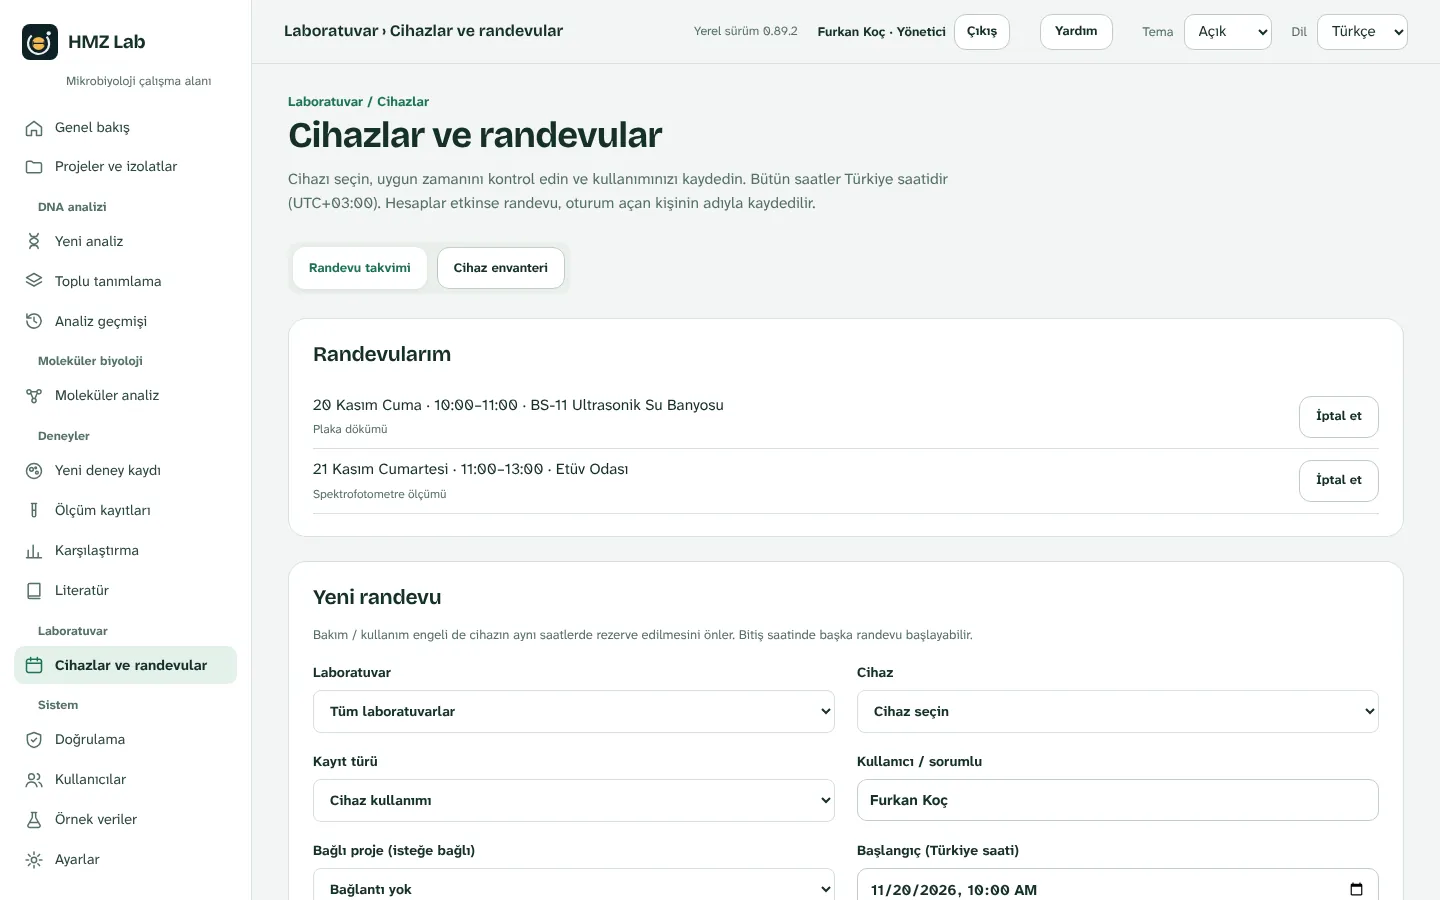 HMZ Lab
Mikrobiyoloji çalışma alanı
Genel bakış
Projeler ve izolatlar
DNA analizi
Yeni analiz
Toplu tanımlama
Analiz geçmişi
Moleküler biyoloji
Moleküler analiz
Deneyler
Yeni deney kaydı
Ölçüm kayıtları
Karşılaştırma
Literatür
Laboratuvar
Cihazlar ve randevular
Sistem
Doğrulama
Kullanıcılar
Örnek veriler
Ayarlar
Laboratuvar › Cihazlar ve randevular
Yerel sürüm 0.89.2
Furkan Koç · Yönetici
Çıkış
Yardım
Tema
Açık
Dil
Türkçe
Laboratuvar / Cihazlar
Cihazlar ve randevular
Cihazı seçin, uygun zamanını kontrol edin ve kullanımınızı kaydedin. Bütün saatler Türkiye saatidir
(UTC+03:00). Hesaplar etkinse randevu, oturum açan kişinin adıyla kaydedilir.
Randevu takvimi
Cihaz envanteri
Randevularım
20 Kasım Cuma · 10:00–11:00 · BS-11 Ultrasonik Su Banyosu
Plaka dökümü
İptal et
21 Kasım Cumartesi · 11:00–13:00 · Etüv Odası
Spektrofotometre ölçümü
İptal et
Yeni randevu
Bakım / kullanım engeli de cihazın aynı saatlerde rezerve edilmesini önler. Bitiş saatinde başka randevu başlayabilir.
Laboratuvar
Tüm laboratuvarlar
Cihaz
Cihaz seçin
Kayıt türü
Cihaz kullanımı
Kullanıcı / sorumlu
Furkan Koç
Bağlı proje (isteğe bağlı)
Bağlantı yok
Başlangıç (Türkiye saati)
11/20/2026, 10:00 AM